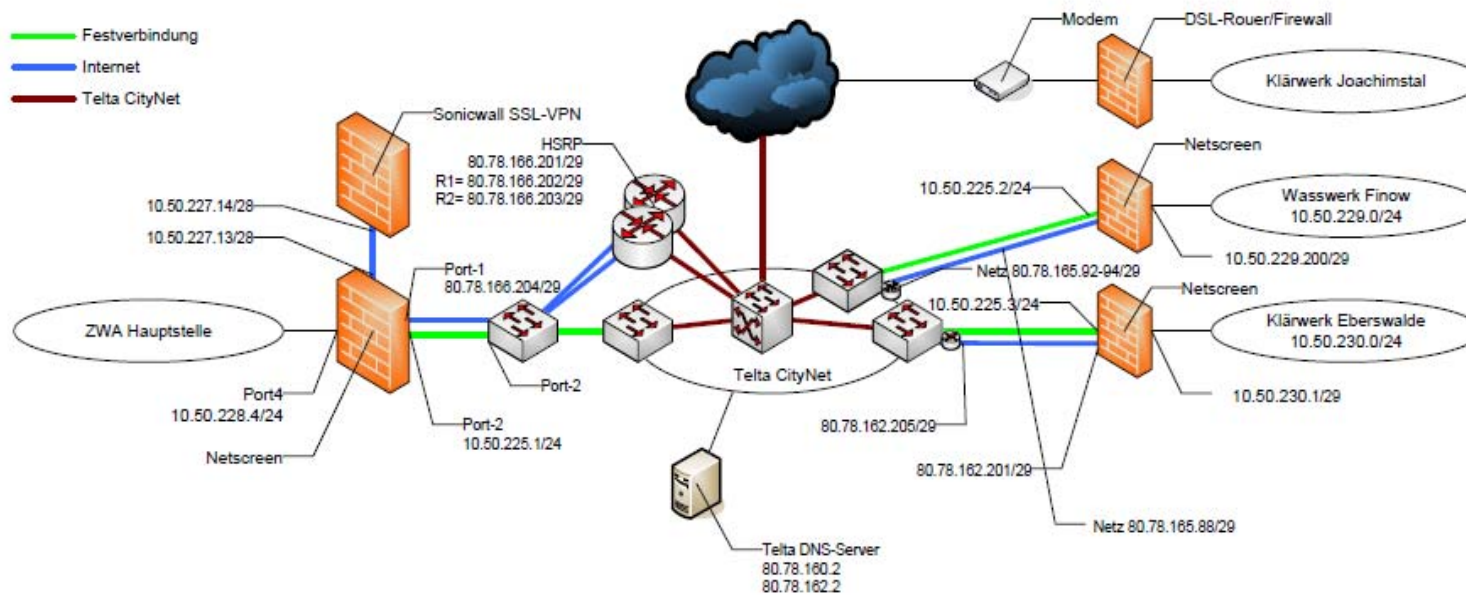 Festverbindung
Internet
Telta CityNet
Modem
DSL-Rouer/Firewall
Klärwerk Joachimstal
Sonicwall SSL-VPN
HSRP
80.78.166.201/29
R1= 80.78.166.202/29
R2= 80.78.166.203/29
Netscreen
10.50.225.2/24
Wasswerk Finow
10.50.229.0/24
10.50.227.14/28
10.50.227.13/28
Port-1
80.78.166.204/29
Netz 80.78.165.92-94/29
10.50.229.200/29
10.50.225.3/24
Netscreen
ZWA Hauptstelle
Klärwerk Eberswalde
10.50.230.0/24
Telta CityNet
Port-2
Port4
10.50.228.4/24
Port-2
10.50.225.1/24
10.50.230.1/29
80.78.162.205/29
Netscreen
80.78.162.201/29
Netz 80.78.165.88/29
Telta DNS-Server
80.78.160.2
80.78.162.2